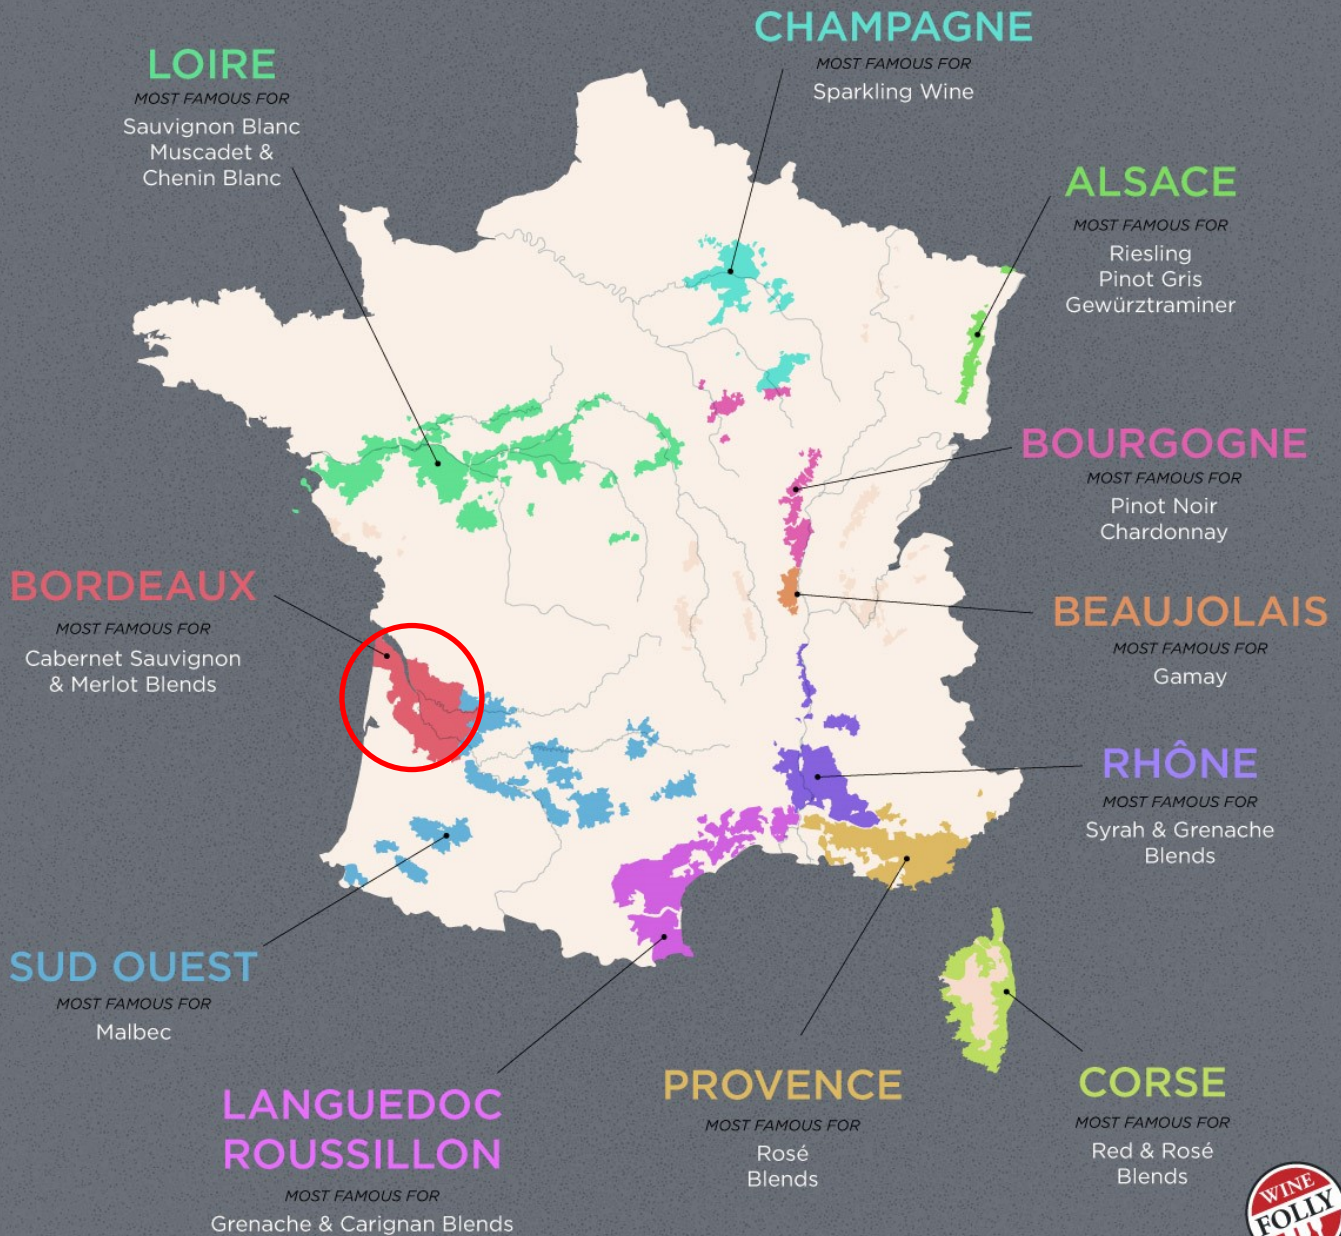 LOIRE
MOST FAMOUS FOR
Sauvignon Blanc
Muscadet &
Chenin Blanc
CHAMPAGNE
MOST FAMOUS FOR
Sparkling Wine
ALSACE
MOST FAMOUS FOR
Riesling
Pinot Gris
Gewürztraminer
BOURGOGNE
MOST FAMOUS FOR
Pinot Noir
Chardonnay
BORDEAUX
MOST FAMOUS FOR
Cabernet Sauvignon
& Merlot Blends
BEAUJOLAIS
MOST FAMOUS FOR
Gamay
RHÔNE
MOST FAMOUS FOR
Syrah & Grenache
Blends
SUD OUEST
MOST FAMOUS FOR
Malbec
LANGUEDOC
ROUSSILLON
MOST FAMOUS FOR
Grenache & Carignan Blends
PROVENCE
MOST FAMOUS FOR
Rosé
Blends
CORSE
MOST FAMOUS FOR
Red & Rosé
Blends
WINE
FOLLY